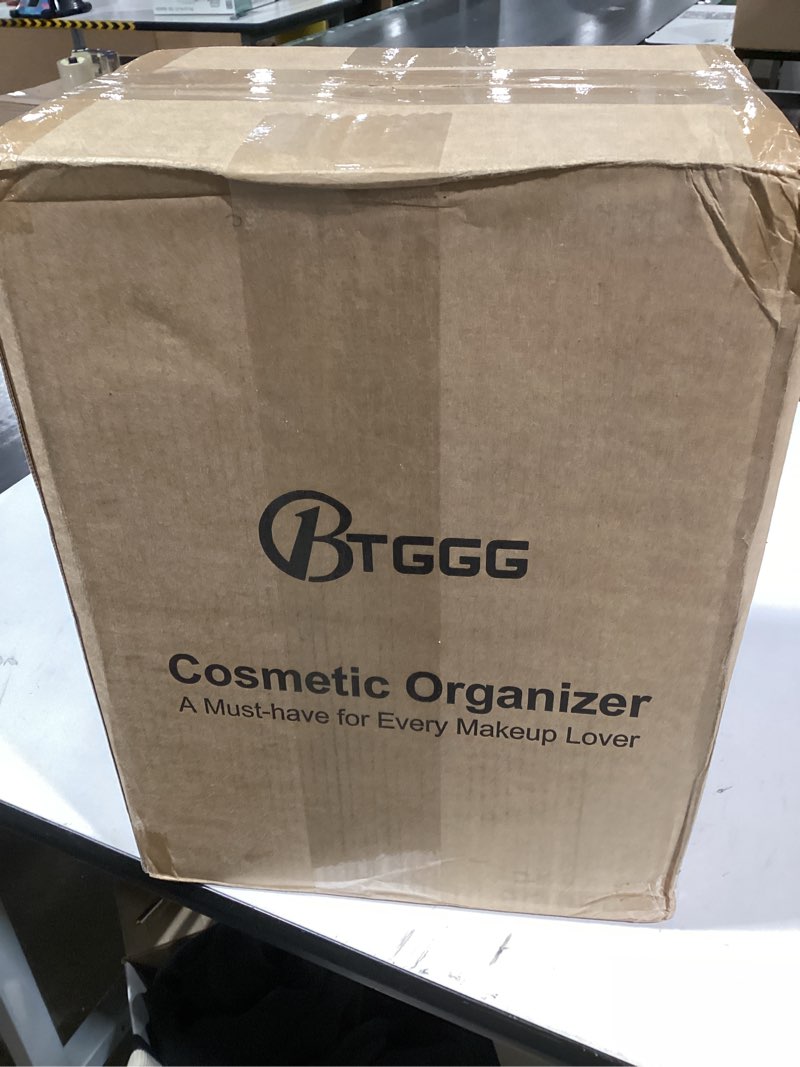 BTGGG
Cosmetic Organizer
A Must-have for Every Makeup Lover